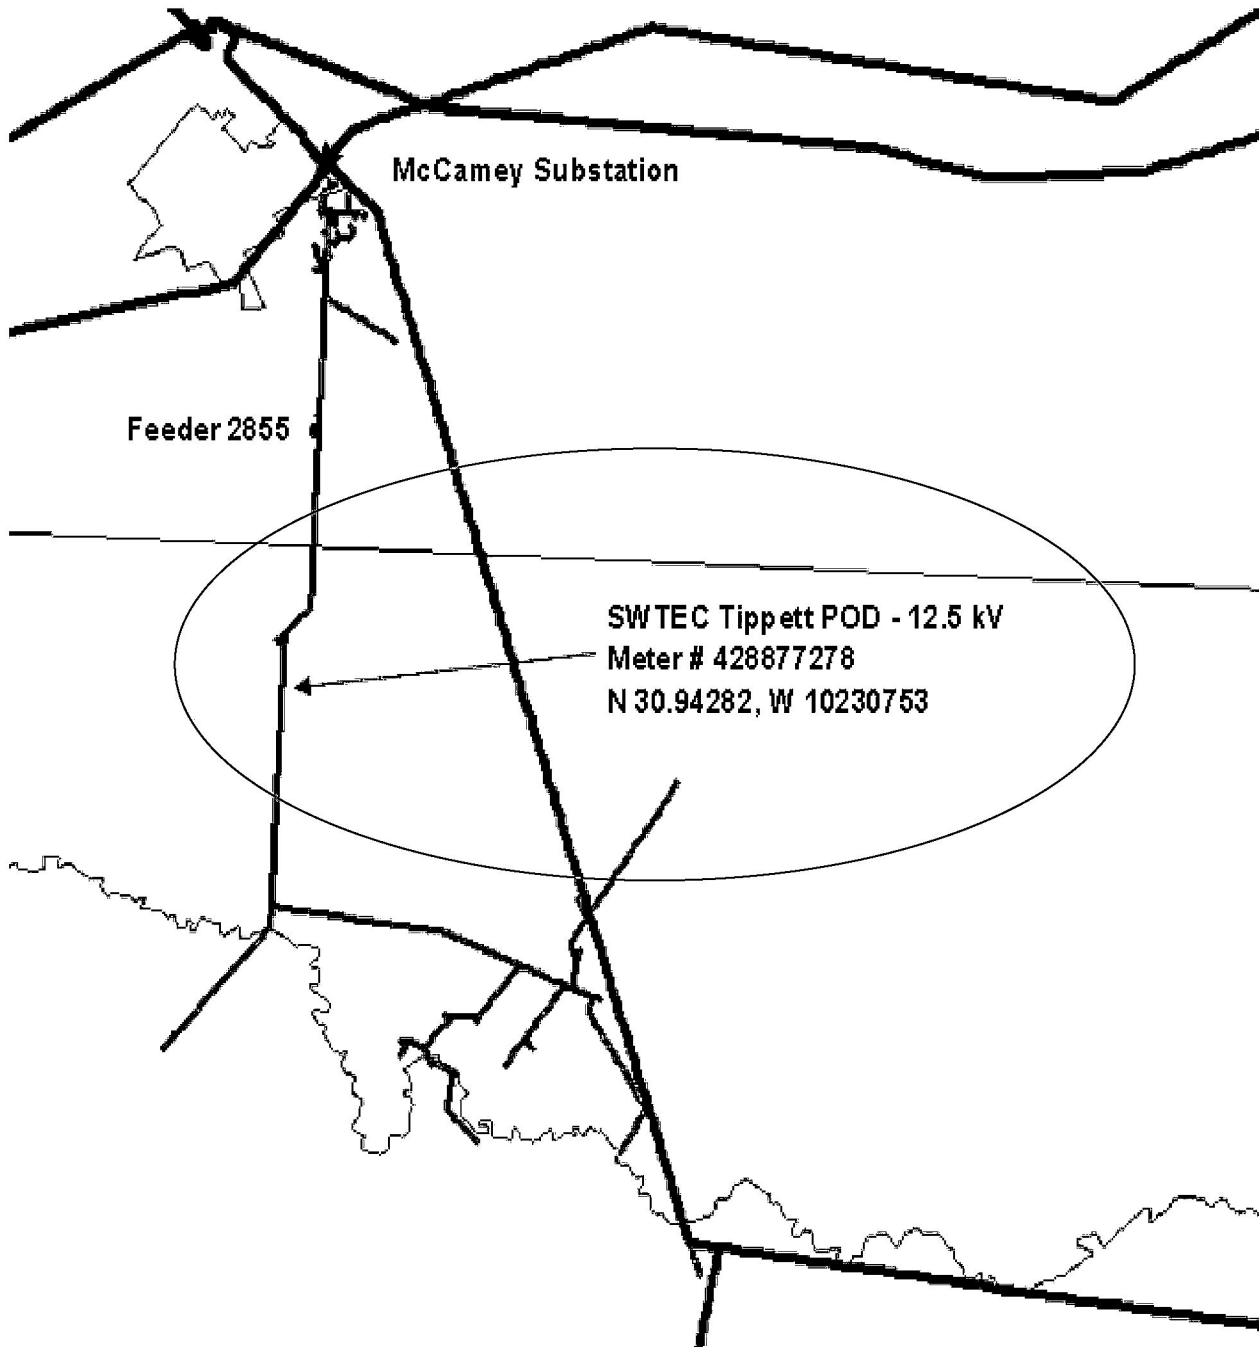 McCamey Substation
Feeder 2855
SWTEC Tippett POD - 12.5 kV
Meter # 428877278
N 30.94282, W 10230753